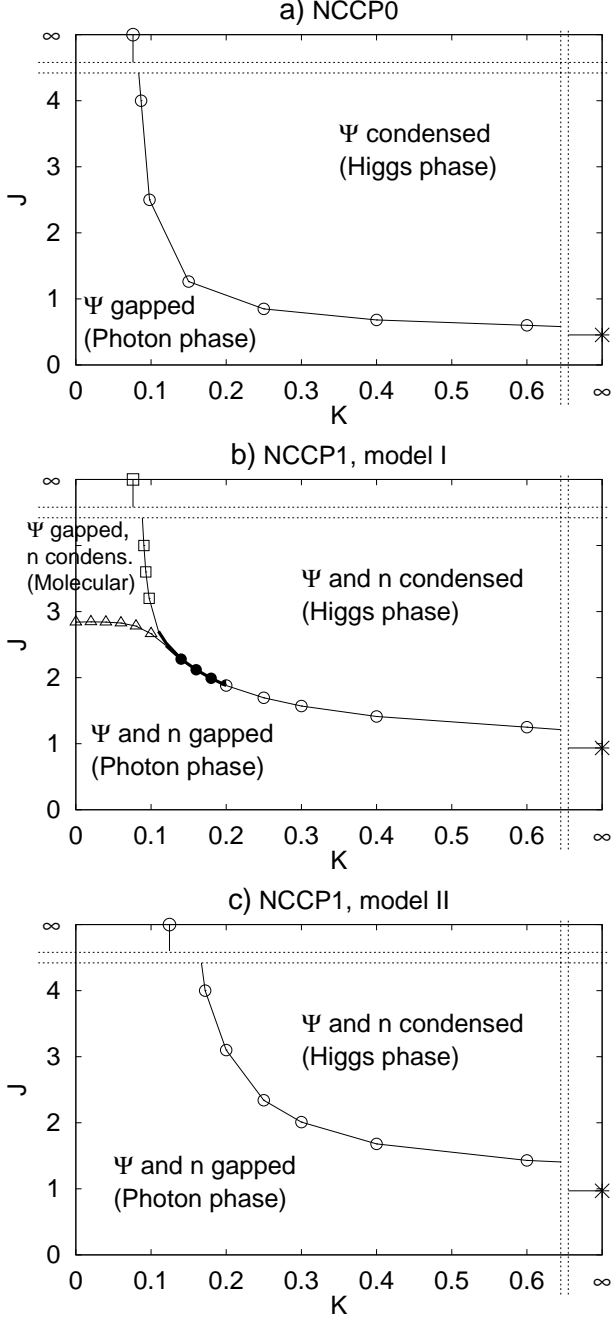 a) NCCP0
∞
4
3
2
1
0
J
Ψ condensed
(Higgs phase)
Ψ gapped
(Photon phase)
0 0.1 0.2 0.3 0.4 0.5 0.6 ∞
K
b) NCCP1, model I
∞
3
2
1
0
J
Ψ gapped,
n condens.
(Molecular)
Ψ and n condensed
(Higgs phase)
Ψ and n gapped
(Photon phase)
0 0.1 0.2 0.3 0.4 0.5 0.6 ∞
K
c) NCCP1, model II
∞
4
3
2
1
0
J
Ψ and n condensed
(Higgs phase)
Ψ and n gapped
(Photon phase)
0 0.1 0.2 0.3 0.4 0.5 0.6 ∞
K